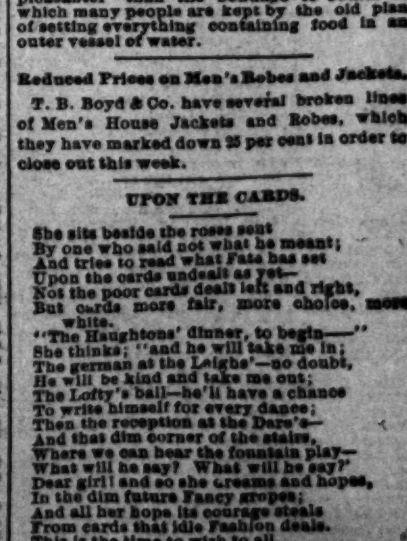 which many people are kept by the old plan
of setting everything containing food in an
outer vessel of water.
Reduced Prices on Men's Robes and Jackets.
T. B. Boyd & Co. have several broken lines
of Men's House Jackets and Robes, which
they have marked down 25 per cent in order to
close out this week.
UPON THE CARDS.
She sits beside the roses sent
By one who said not what he meant;
And tries to read what Fate has set
Upon the cards undealt as yet—
Not the poor cards dealt left and right,
But cards more fair, more choice, more
white.
"The Haughtons' dinner, to begin—"
She thinks; "and he will take me in;
The german at the Leighs'—no doubt,
He will be kind and take me out;
The Lofty's ball—he'll have a chance
To write himself for every dance;
Then the reception at the Dare's—
And that dim corner of the stairs,
Where we can hear the fountain play—
What will he say? What will he say?"
Dear girl! and so she dreams and hopes,
In the dim future Fancy gropes;
And all her hope its courage steals
From cards that idle Fashion deals.
This is the time to wish to all